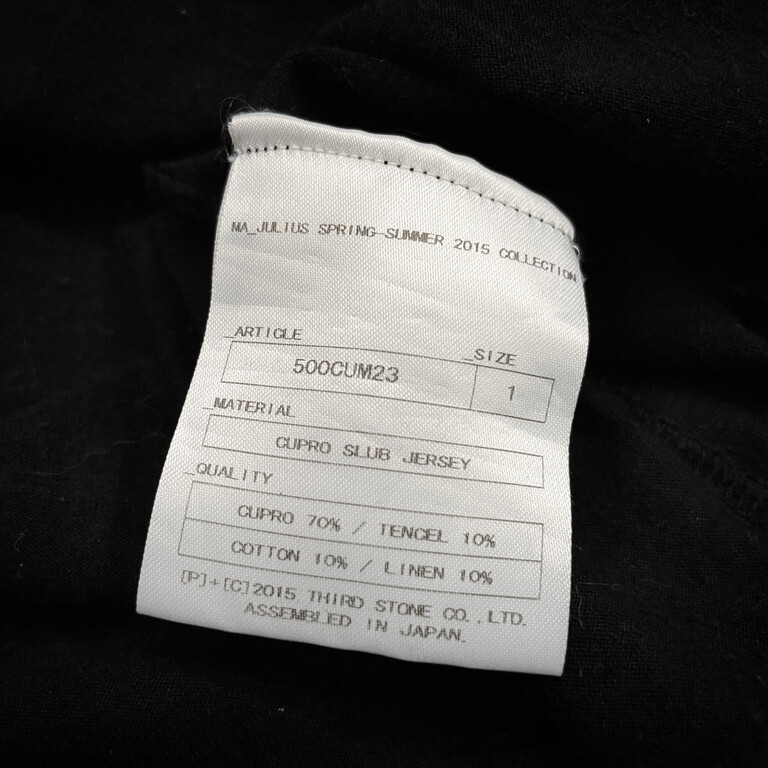 MA_JULIUS SPRING-SUMMER 2015 COLLECTION
_ARTICLE
_SIZE
500CUM23
1
_MATERIAL
CUPRO SLUB JERSEY
_QUALITY
CUPRO 70% / TENCEL 10%
COTTON 10% / LINEN 10%
[P]+[C]2015 THIRD STONE CO.,LTD.
ASSEMBLED IN JAPAN.